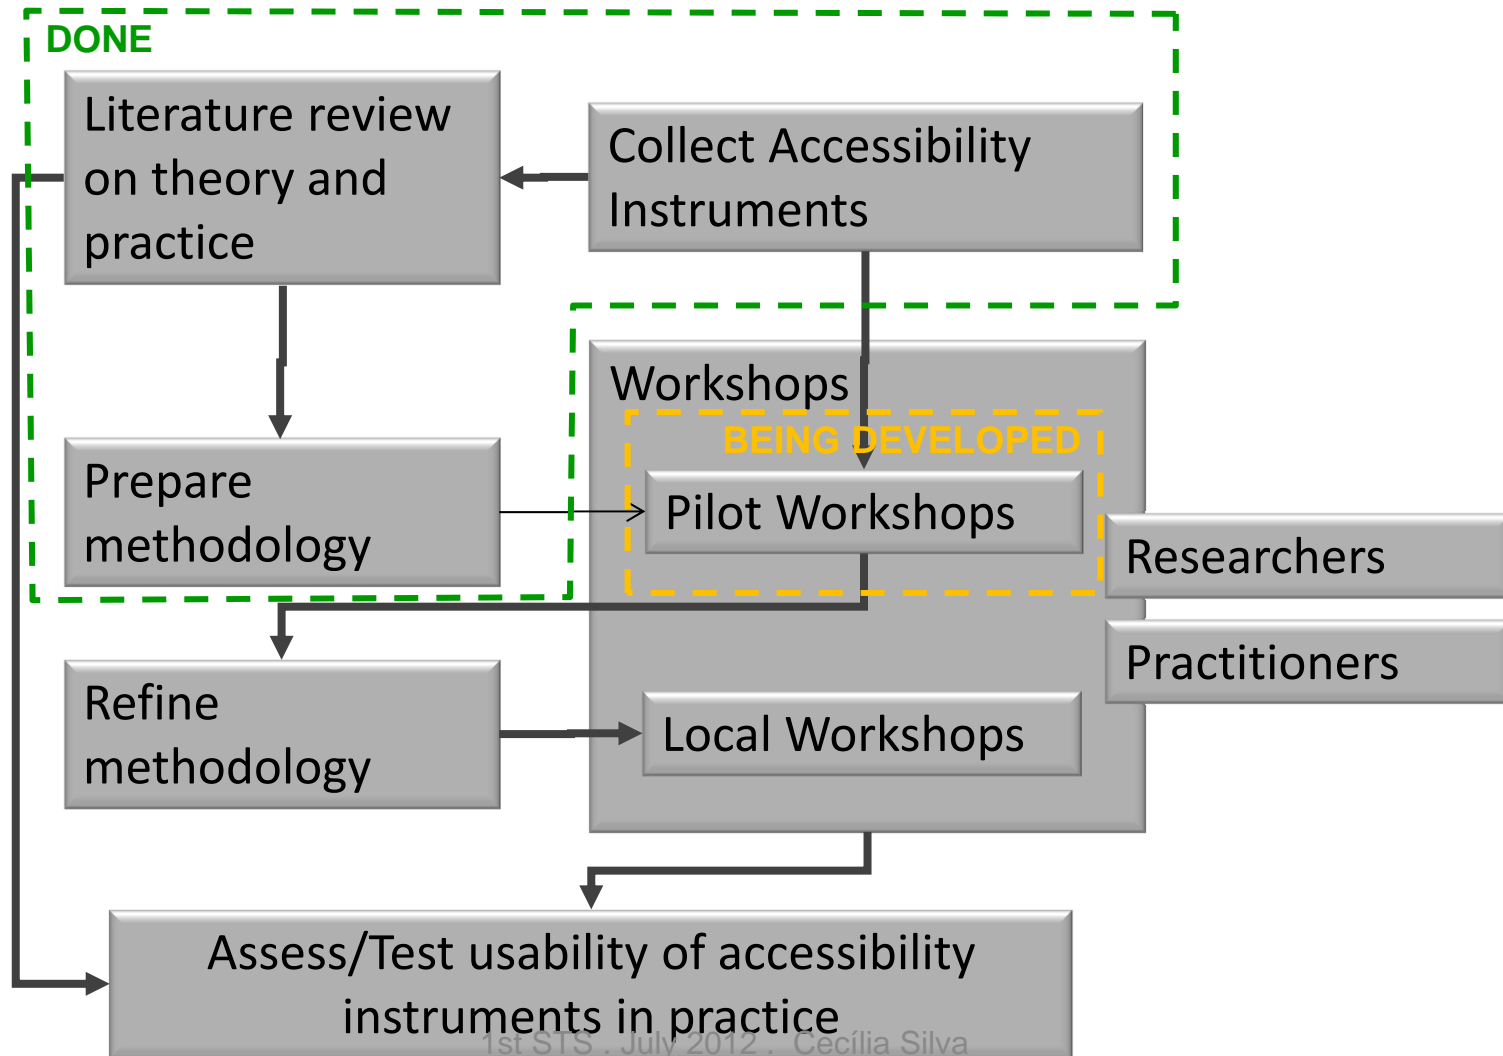 DONE
Literature review
on theory and
practice
Collect Accessibility
Instruments
Workshops
BEING DEVELOPED
Prepare
methodology
Pilot Workshops
Researchers
Practitioners
Refine
methodology
Local Workshops
Assess/Test usability of accessibility
instruments in practice
1st STS . July 2012 . Cecília Silva